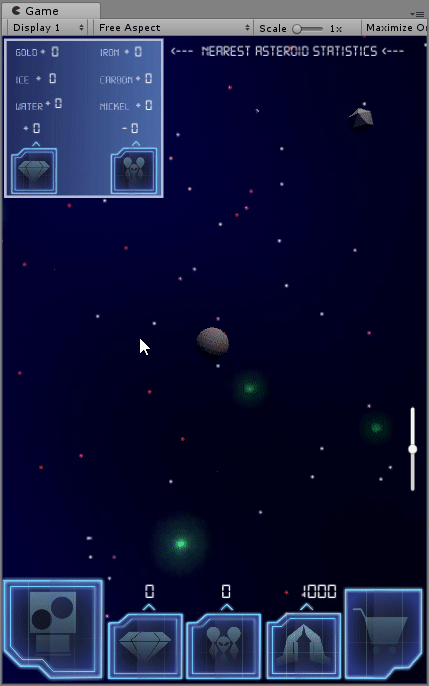 Game
Display 1 Free Aspect Scale 1x Maximize On
GOLD + 0 IRON + 0 <--- NEAREST ASTEROID STATISTICS <---
ICE + 0 CARBON + 0
WATER + 0 NICKEL + 0
+ 0 - 0
0 0 1000